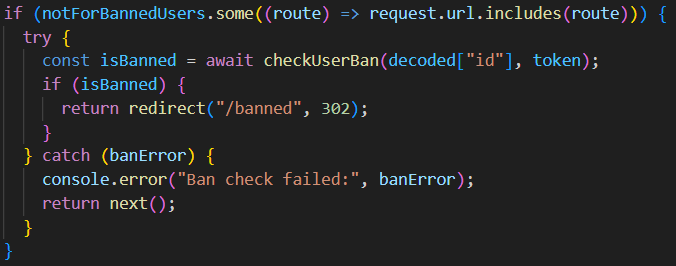 if (notForBannedUsers.some((route) => request.url.includes(route))) {
  try {
    const isBanned = await checkUserBan(decoded["id"], token);
    if (isBanned) {
      return redirect("/banned", 302);
    }
  } catch (banError) {
    console.error("Ban check failed:", banError);
    return next();
  }
}